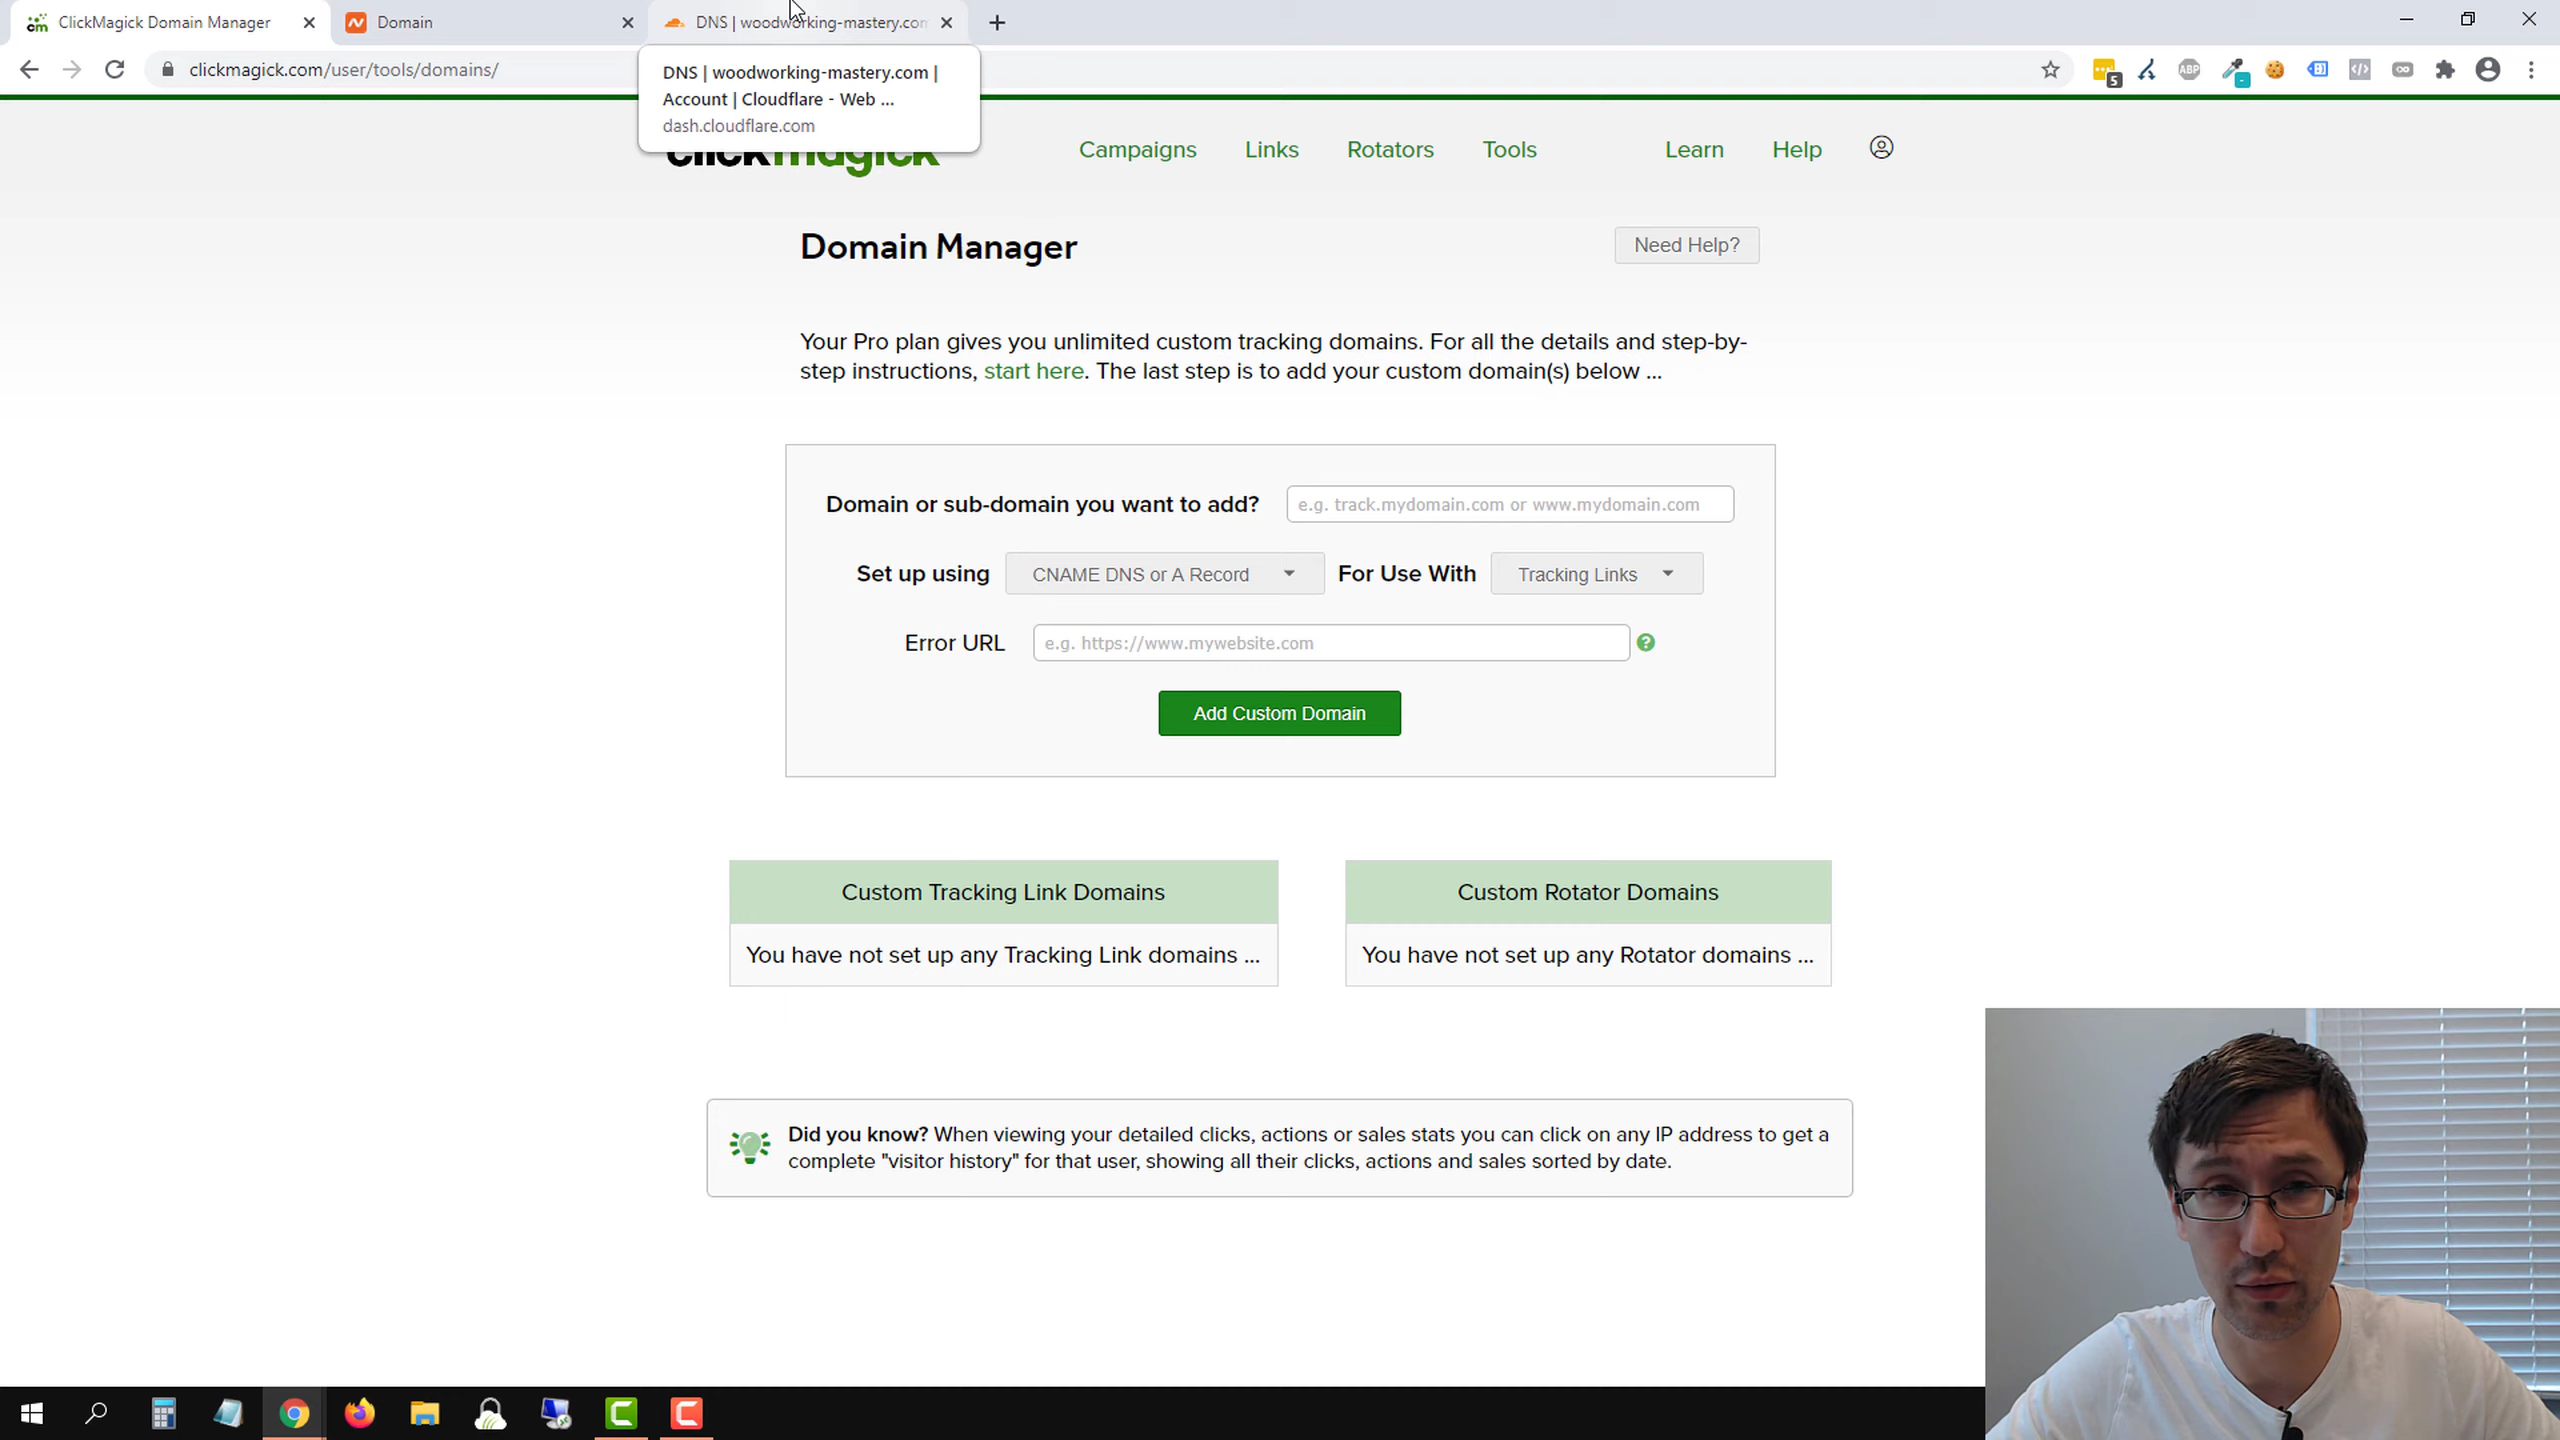 ClickMagick Domain Manager
Domain
DNS | woodworking-mastery.com
clickmagick.com/user/tools/domains/
DNS | woodworking-mastery.com |
Account | Cloudflare - Web ...
dash.cloudflare.com
5
ABP
clickmagick
Campaigns
Links
Rotators
Tools
Learn
Help
Domain Manager
Need Help?
Your Pro plan gives you unlimited custom tracking domains. For all the details and step-by-
step instructions, start here. The last step is to add your custom domain(s) below ...
Domain or sub-domain you want to add?
e.g. track.mydomain.com or www.mydomain.com
Set up using
CNAME DNS or A Record
For Use With
Tracking Links
Error URL
e.g. https://www.mywebsite.com
?
Add Custom Domain
Custom Tracking Link Domains
You have not set up any Tracking Link domains ...
Custom Rotator Domains
You have not set up any Rotator domains ...
Did you know? When viewing your detailed clicks, actions or sales stats you can click on any IP address to get a
complete "visitor history" for that user, showing all their clicks, actions and sales sorted by date.